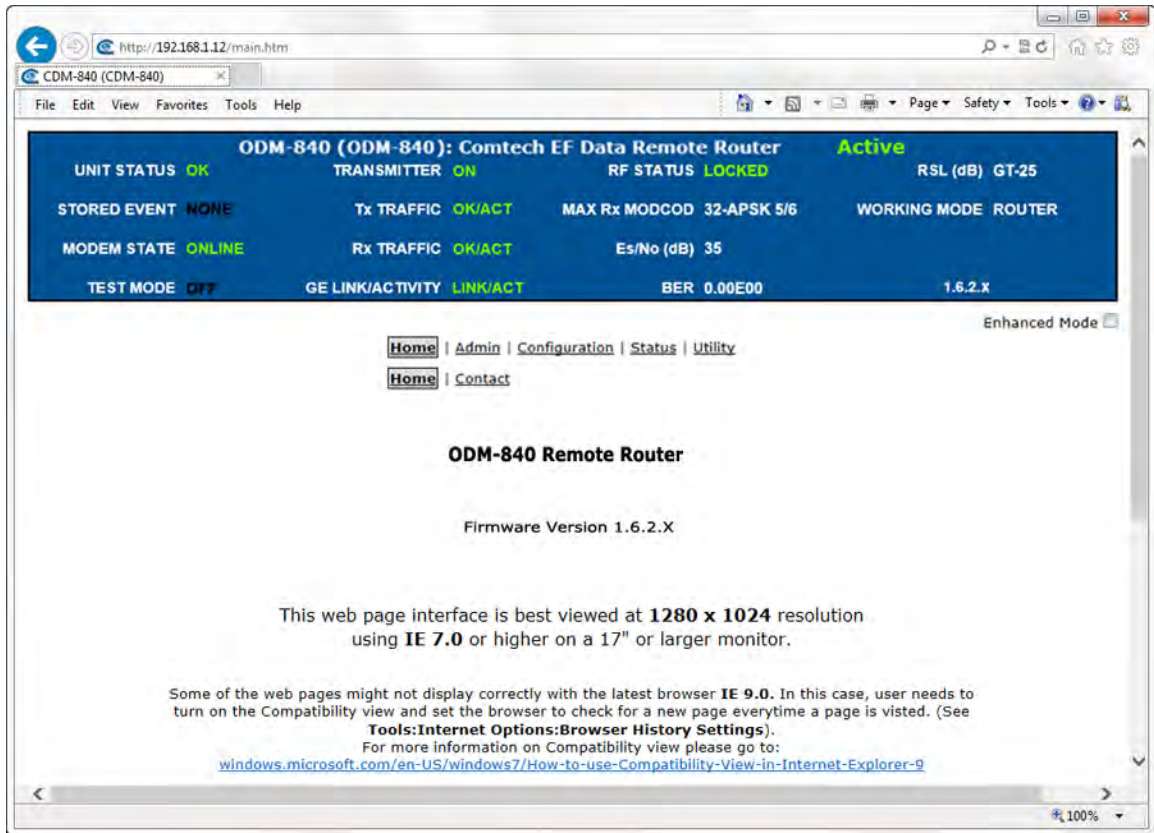 http://192.168.1.12/main.htm
CDM-840 (CDM-840)
File Edit View Favorites Tools Help
Page Safety Tools
ODM-840 (ODM-840): Comtech EF Data Remote Router Active
UNIT STATUS OK TRANSMITTER ON RF STATUS LOCKED RSL (dB) GT-25
STORED EVENT NONE Tx TRAFFIC OK/ACT MAX Rx MODCOD 32-APSK 5/6 WORKING MODE ROUTER
MODEM STATE ONLINE Rx TRAFFIC OK/ACT Es/No (dB) 35
TEST MODE OFF GE LINK/ACTIVITY LINK/ACT BER 0.00E00 1.6.2.X
Enhanced Mode
Home | Admin | Configuration | Status | Utility
Home | Contact
ODM-840 Remote Router
Firmware Version 1.6.2.X
This web page interface is best viewed at 1280 x 1024 resolution
using IE 7.0 or higher on a 17" or larger monitor.
Some of the web pages might not display correctly with the latest browser IE 9.0. In this case, user needs to
turn on the Compatibility view and set the browser to check for a new page everytime a page is visted. (See
Tools:Internet Options:Browser History Settings).
For more information on Compatibility view please go to:
windows.microsoft.com/en-US/windows7/How-to-use-Compatibility-View-in-Internet-Explorer-9
100%